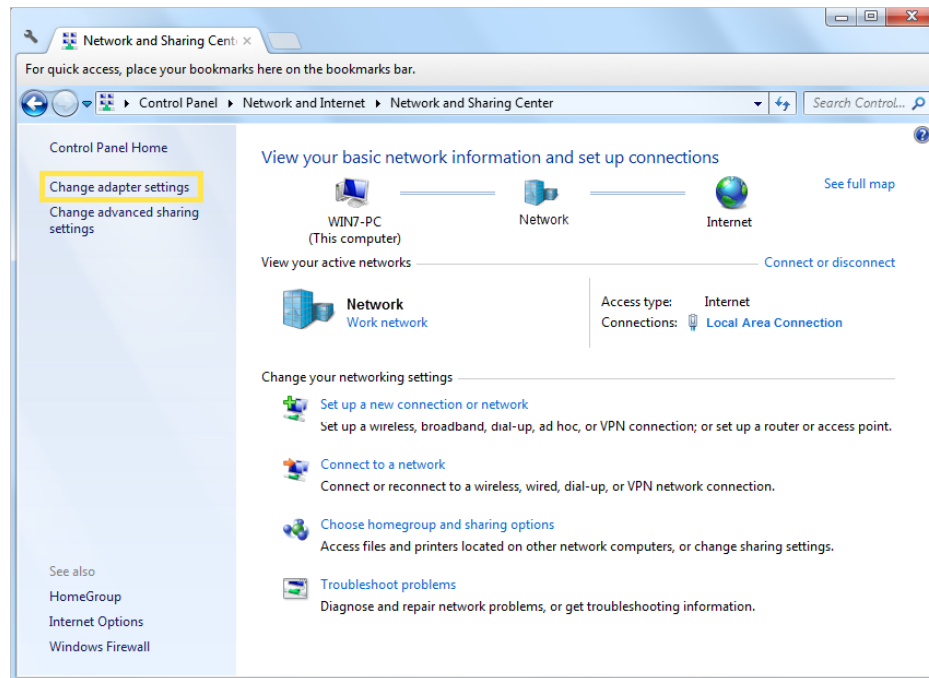 Network and Sharing Cent
For quick access, place your bookmarks here on the bookmarks bar.
Control Panel
Network and Internet
Network and Sharing Center
Search Control...
Control Panel Home
Change adapter settings
Change advanced sharing
settings
See also
HomeGroup
Internet Options
Windows Firewall
View your basic network information and set up connections
See full map
WIN7-PC
(This computer)
Network
Internet
View your active networks
Connect or disconnect
Network
Work network
Access type: Internet
Connections: Local Area Connection
Change your networking settings
Set up a new connection or network
Set up a wireless, broadband, dial-up, ad hoc, or VPN connection; or set up a router or access point.
Connect to a network
Connect or reconnect to a wireless, wired, dial-up, or VPN network connection.
Choose homegroup and sharing options
Access files and printers located on other network computers, or change sharing settings.
Troubleshoot problems
Diagnose and repair network problems, or get troubleshooting information.